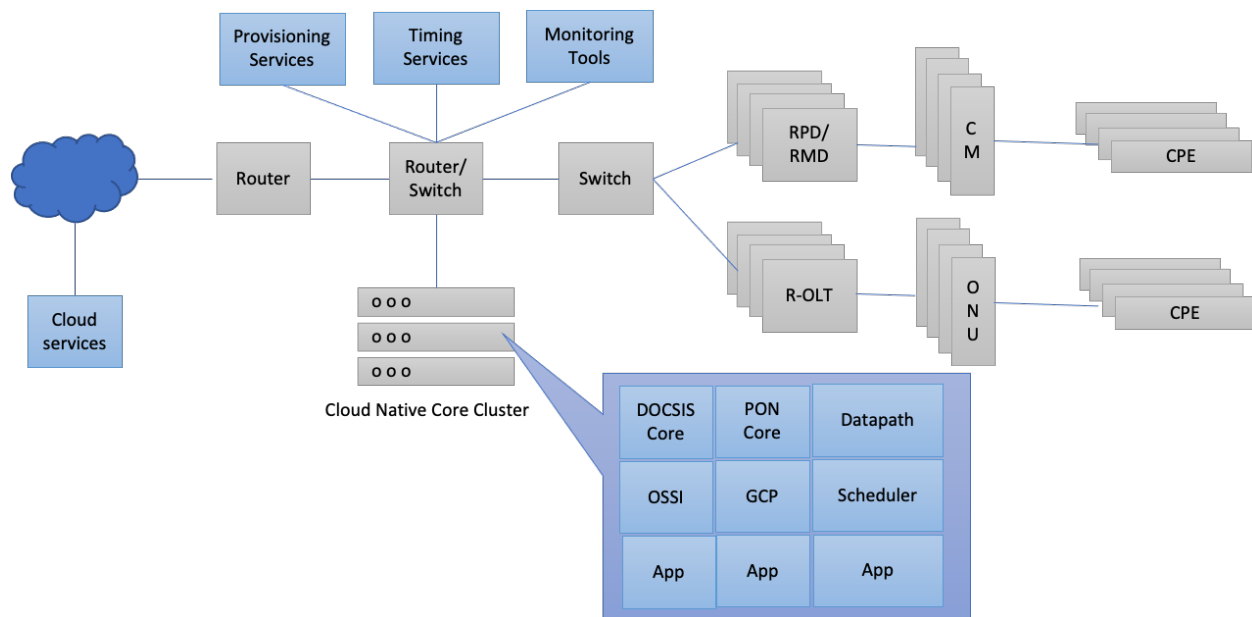 Provisioning
Services
Timing
Services
Monitoring
Tools
Router
Router/
Switch
Switch
RPD/
RMD
C
M
CPE
R-OLT
O
N
U
CPE
Cloud
services
o o o
o o o
o o o
Cloud Native Core Cluster
DOCSIS
Core
PON
Core
Datapath
OSSI
GCP
Scheduler
App
App
App